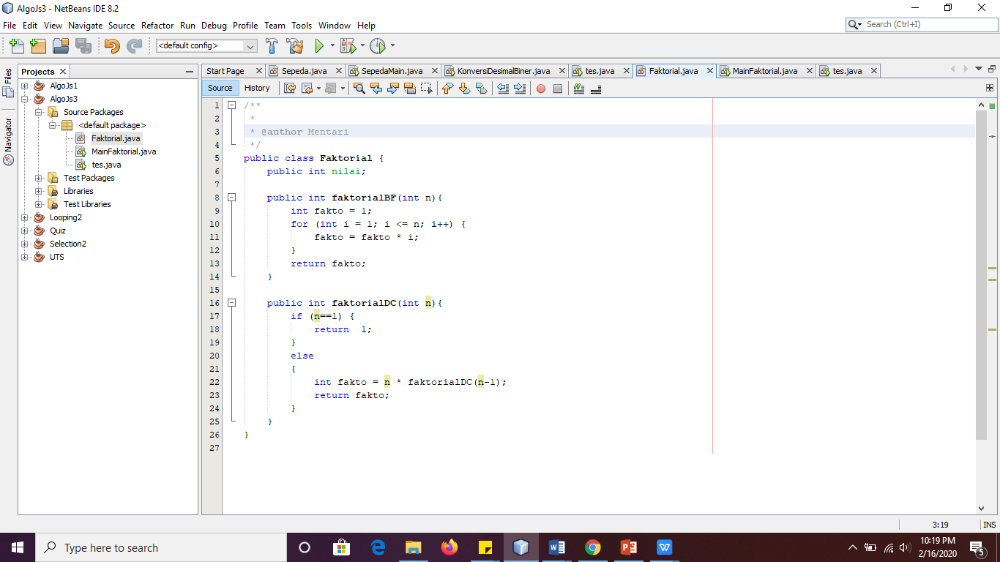 AlgoJs3 - NetBeans IDE 8.2
File Edit View Navigate Source Refactor Run Debug Profile Team Tools Window Help
Search (Ctrl+I)
<default config>
Files
Navigator
Projects
AlgoJs1
AlgoJs3
Source Packages
<default package>
Faktorial.java
MainFaktorial.java
tes.java
Test Packages
Libraries
Test Libraries
Looping2
Quiz
Selection2
UTS
Start Page Sepeda.java SepedaMain.java KonversiDesimalBiner.java tes.java Faktorial.java MainFaktorial.java tes.java
Source History
1 /**
2 *
3 * @author Mentari
4 */
5 public class Faktorial {
6 public int nilai;
7
8 public int faktorialBF(int n){
9 int fakto = 1;
10 for (int i = 1; i <= n; i++) {
11 fakto = fakto * i;
12 }
13 return fakto;
14 }
15
16 public int faktorialDC(int n){
17 if (n==1) {
18 return  1;
19 }
20 else
21 {
22 int fakto = n * faktorialDC(n-1);
23 return fakto;
24 }
25 }
26 }
27
3:19 INS
Type here to search
10:19 PM
2/16/2020
5